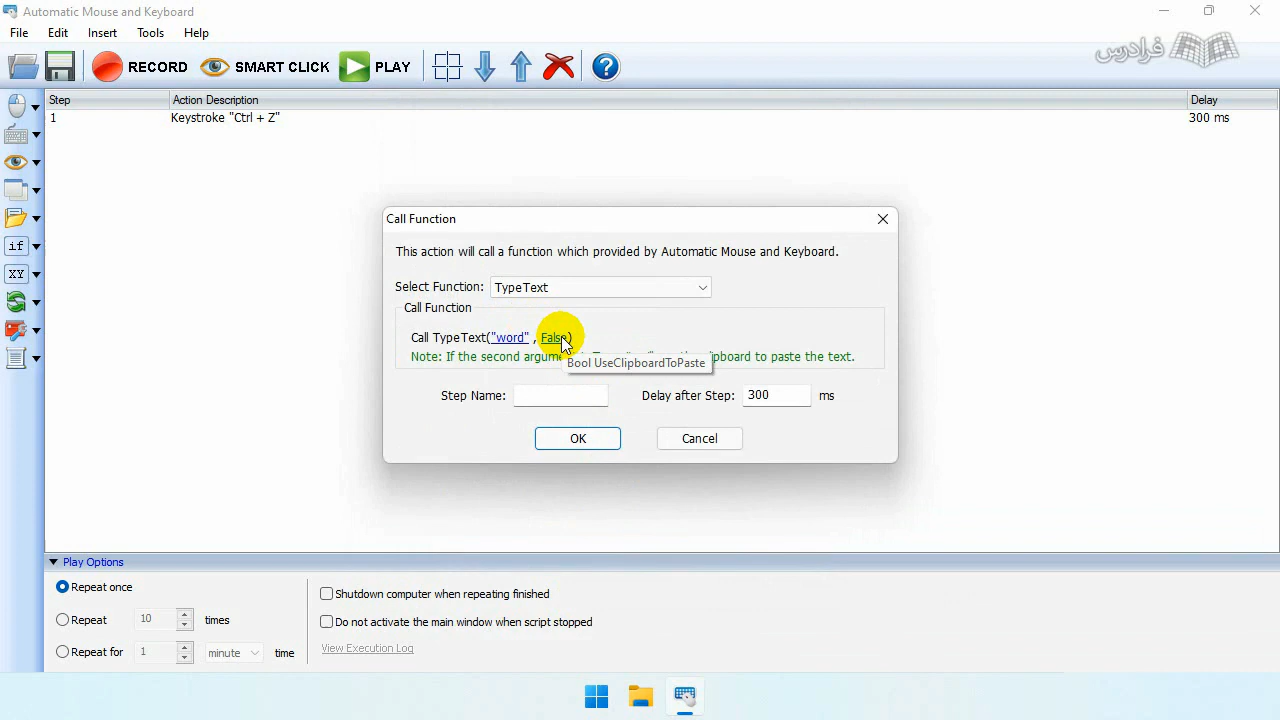 Automatic Mouse and Keyboard
File Edit Insert Tools Help
RECORD SMART CLICK PLAY
فرادرس
Step Action Description Delay
1 Keystroke "Ctrl + Z" 300 ms
if
XY
Call Function
This action will call a function which provided by Automatic Mouse and Keyboard.
Select Function: TypeText
Call Function
Call TypeText("word" , False)
Note: If the second clipboard to paste the text.
Bool UseClipboardToPaste
Step Name: Delay after Step: 300 ms
OK Cancel
Play Options
Repeat once
Repeat 10 times
Repeat for 1 minute time
Shutdown computer when repeating finished
Do not activate the main window when script stopped
View Execution Log